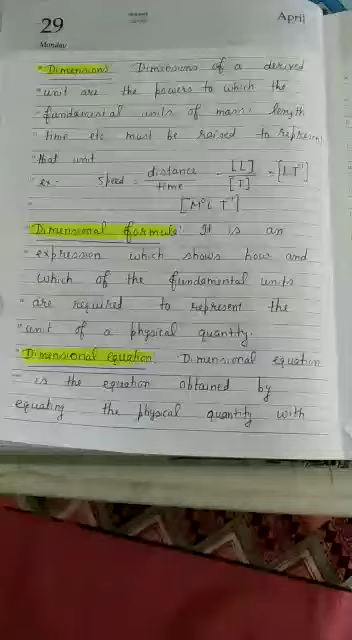 29
April
Monday
Dimensions Dimensions of a derived
unit are the powers to which the
fundamental units of mass, length
time etc must be raised to represent
that unit
ex- Speed = distance / time = [L] / [T] = [LT⁻¹]
[M⁰L T⁻¹]
Dimensional formula: It is an
expression which shows how and
which of the fundamental units
are required to represent the
unit of a physical quantity.
Dimensional equation Dimensional equation
is the equation obtained by
equating the physical quantity with